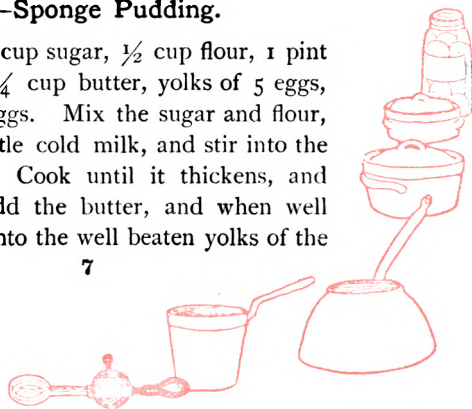 —Sponge Pudding.
cup sugar, ½ cup flour, 1 pint
¼ cup butter, yolks of 5 eggs,
ggs. Mix the sugar and flour,
tle cold milk, and stir into the
Cook until it thickens, and
dd the butter, and when well
nto the well beaten yolks of the
7